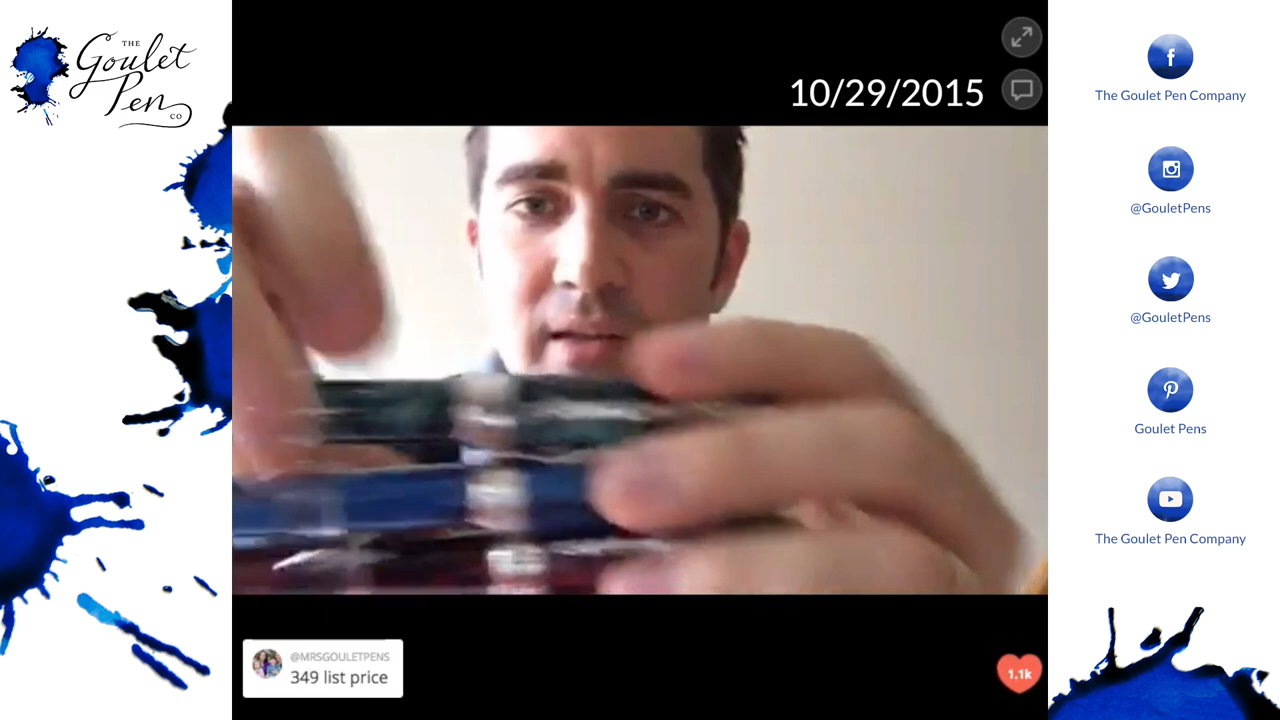 THE
Goulet
Pen
CO
10/29/2015
The Goulet Pen Company
@GouletPens
@GouletPens
Goulet Pens
The Goulet Pen Company
@MRSGOULETPENS
349 list price
1.1k